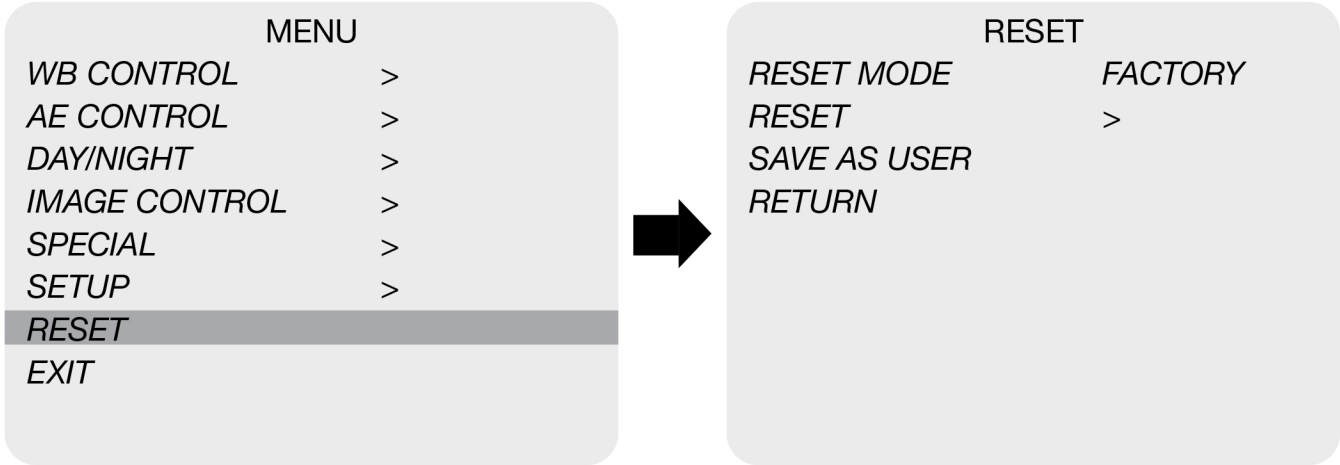 MENU
WB CONTROL >
AE CONTROL >
DAY/NIGHT >
IMAGE CONTROL >
SPECIAL >
SETUP >
RESET
EXIT
RESET
RESET MODE FACTORY
RESET >
SAVE AS USER
RETURN